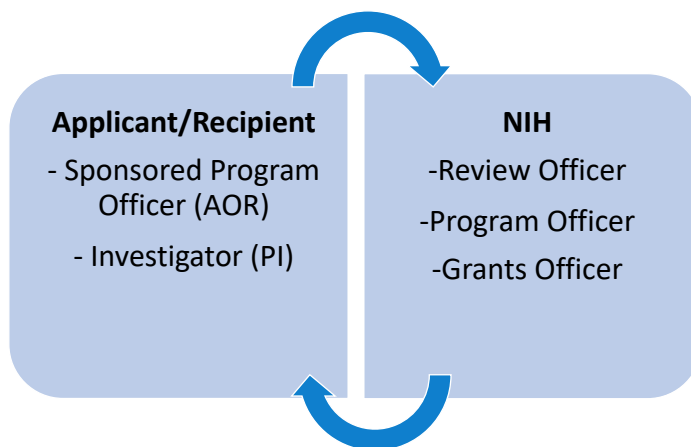 Applicant/Recipient
- Sponsored Program
Officer (AOR)
- Investigator (PI)
NIH
-Review Officer
-Program Officer
-Grants Officer